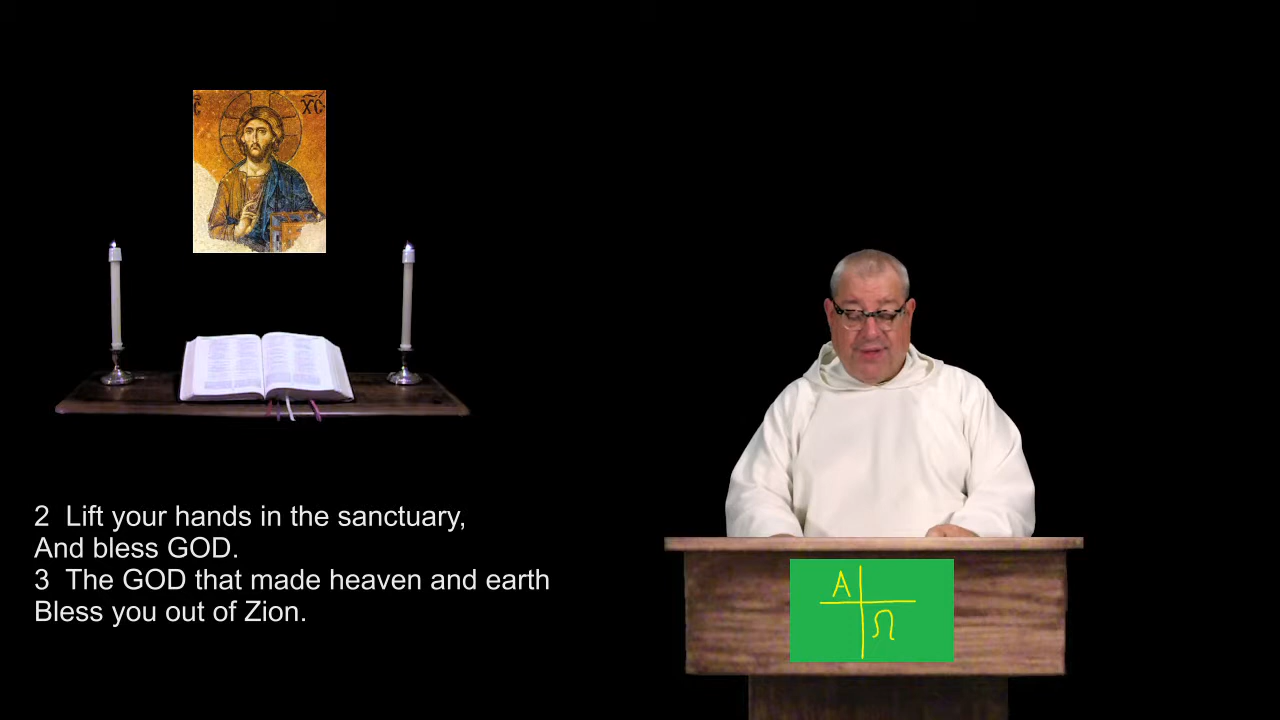 C
XC
2 Lift your hands in the sanctuary,
And bless GOD.
3 The GOD that made heaven and earth
Bless you out of Zion.
A
Ω